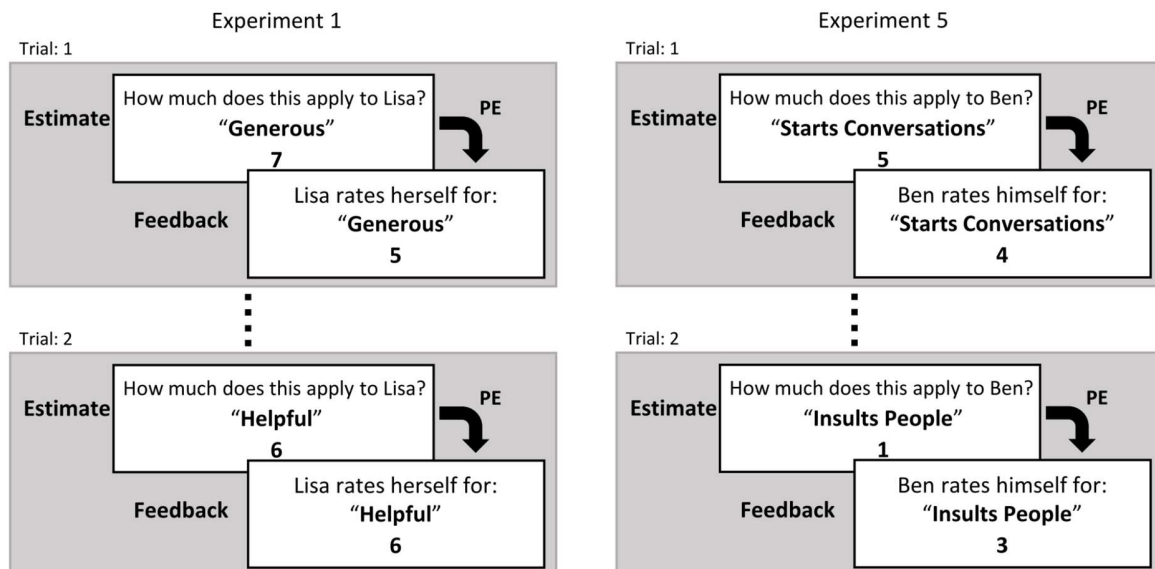 Experiment 1
Trial: 1
Estimate
How much does this apply to Lisa?
“Generous”
7
PE
Feedback
Lisa rates herself for:
“Generous”
5
Trial: 2
Estimate
How much does this apply to Lisa?
“Helpful”
6
PE
Feedback
Lisa rates herself for:
“Helpful”
6
Experiment 5
Trial: 1
Estimate
How much does this apply to Ben?
“Starts Conversations”
5
PE
Feedback
Ben rates himself for:
“Starts Conversations”
4
Trial: 2
Estimate
How much does this apply to Ben?
“Insults People”
1
PE
Feedback
Ben rates himself for:
“Insults People”
3